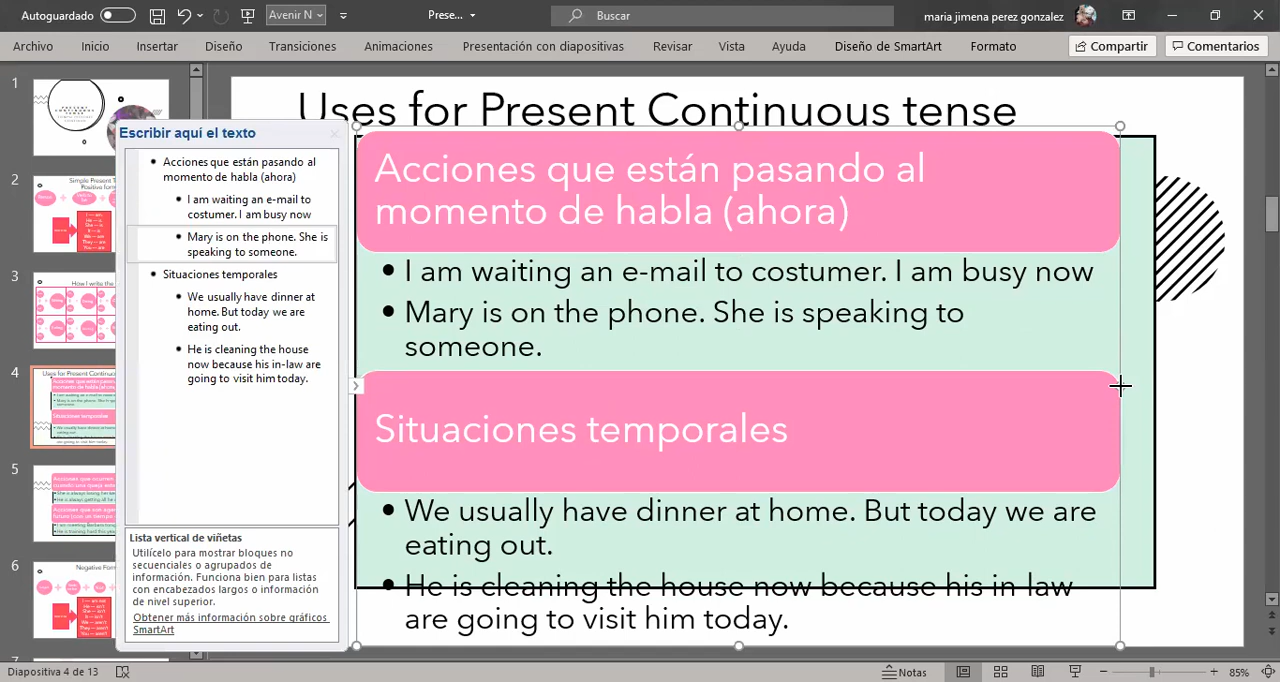 Autoguardado
Avenir N
Prese...
Buscar
maria jimena perez gonzalez
Archivo
Inicio
Insertar
Diseño
Transiciones
Animaciones
Presentación con diapositivas
Revisar
Vista
Ayuda
Diseño de SmartArt
Formato
Compartir
Comentarios
1
2
3
4
5
6
Escribir aquí el texto
• Acciones que están pasando al
momento de habla (ahora)
• I am waiting an e-mail to
costumer. I am busy now
• Mary is on the phone. She is
speaking to someone.
• Situaciones temporales
• We usually have dinner at
home. But today we are
eating out.
• He is cleaning the house
now because his in-law are
going to visit him today.
Lista vertical de viñetas
Utilícelo para mostrar bloques no
secuenciales o agrupados de
información. Funciona bien para listas
con encabezados largos o información
de nivel superior.
Obtener más información sobre gráficos
SmartArt
Uses for Present Continuous tense
Acciones que están pasando al
momento de habla (ahora)
• I am waiting an e-mail to costumer. I am busy now
• Mary is on the phone. She is speaking to
someone.
Situaciones temporales
• We usually have dinner at home. But today we are
eating out.
• He is cleaning the house now because his in-law
are going to visit him today.
Diapositiva 4 de 13
Notas
85%